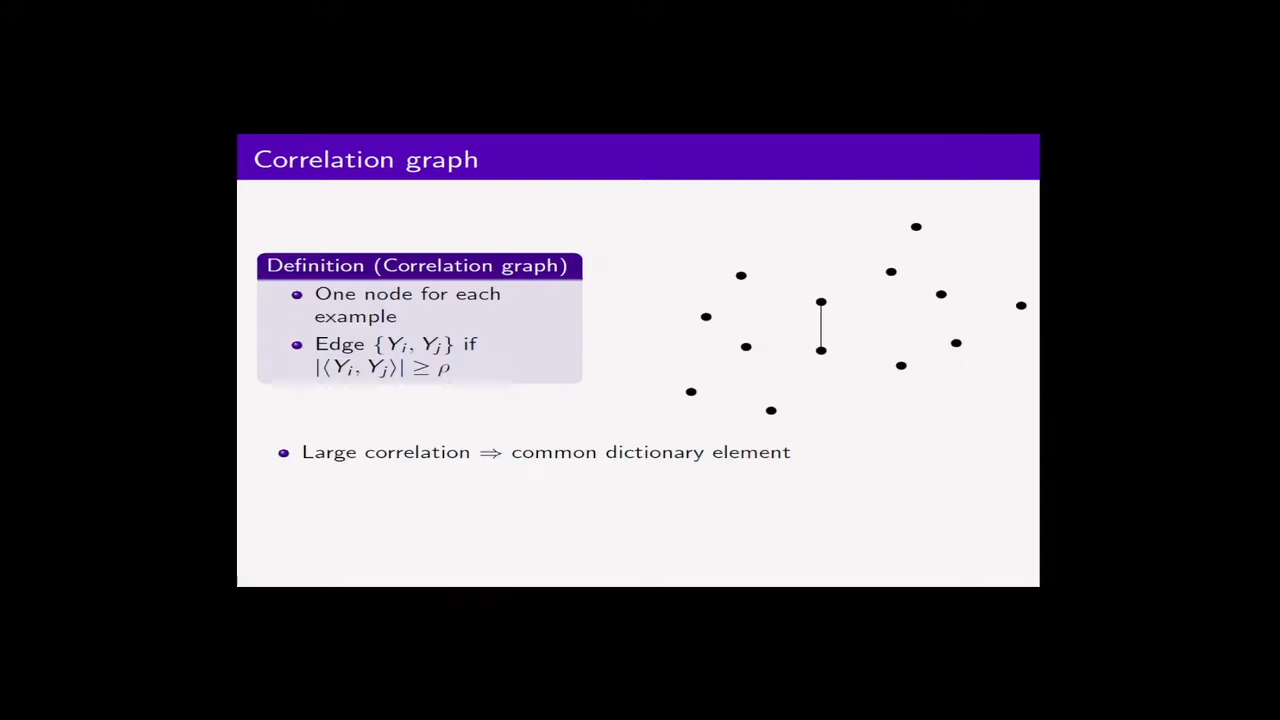 Correlation graph
Definition (Correlation graph)
One node for each
example
Edge {Yᵢ, Yⱼ} if
|⟨Yᵢ, Yⱼ⟩| ≥ ρ
Large correlation ⇒ common dictionary element